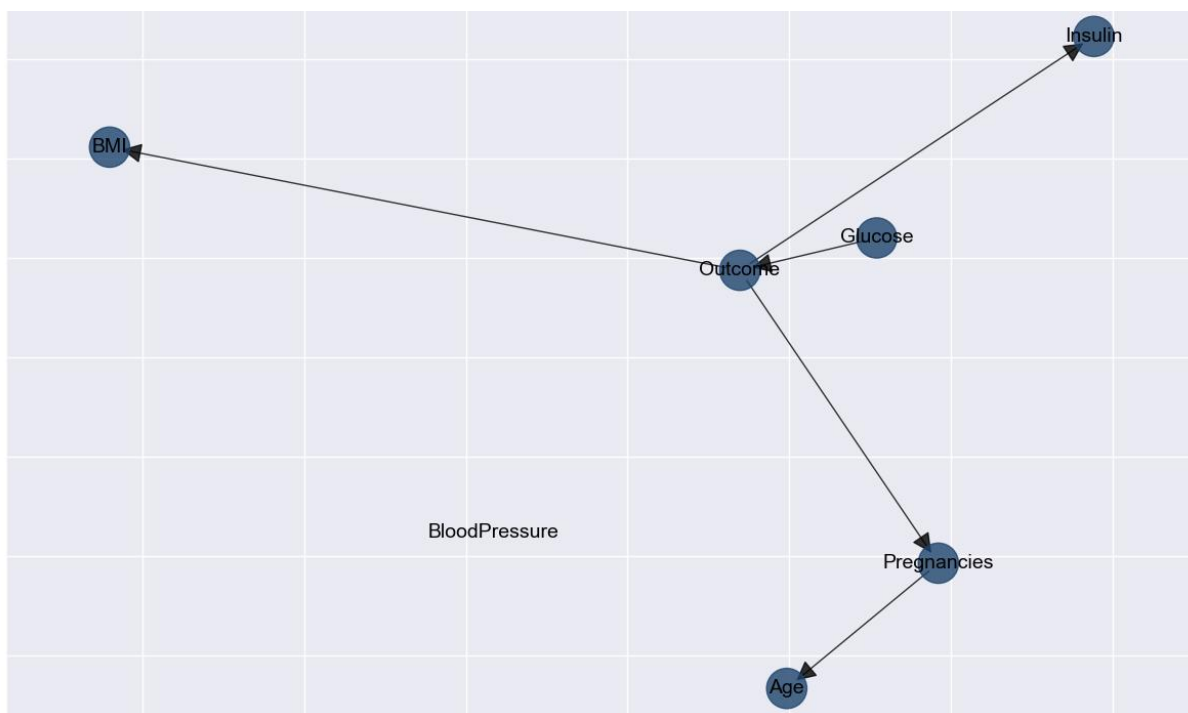 Insulin
BMI
Glucose
Outcome
BloodPressure
Pregnancies
Age